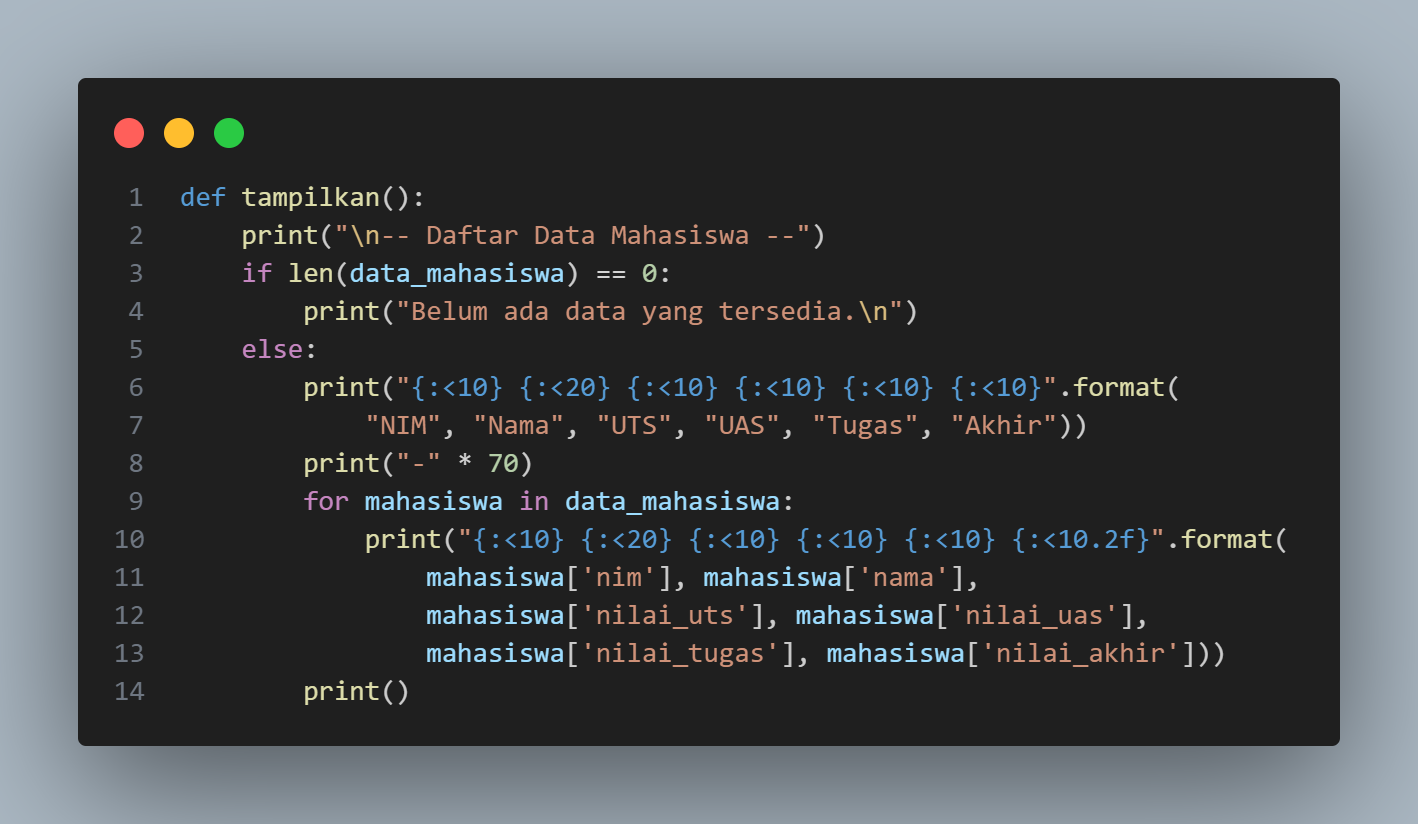 1 def tampilkan():
2     print("\n-- Daftar Data Mahasiswa --")
3     if len(data_mahasiswa) == 0:
4         print("Belum ada data yang tersedia.\n")
5     else:
6         print("{:<10} {:<20} {:<10} {:<10} {:<10} {:<10}".format(
7             "NIM", "Nama", "UTS", "UAS", "Tugas", "Akhir"))
8         print("-" * 70)
9         for mahasiswa in data_mahasiswa:
10             print("{:<10} {:<20} {:<10} {:<10} {:<10} {:<10.2f}".format(
11                 mahasiswa['nim'], mahasiswa['nama'],
12                 mahasiswa['nilai_uts'], mahasiswa['nilai_uas'],
13                 mahasiswa['nilai_tugas'], mahasiswa['nilai_akhir']))
14         print()